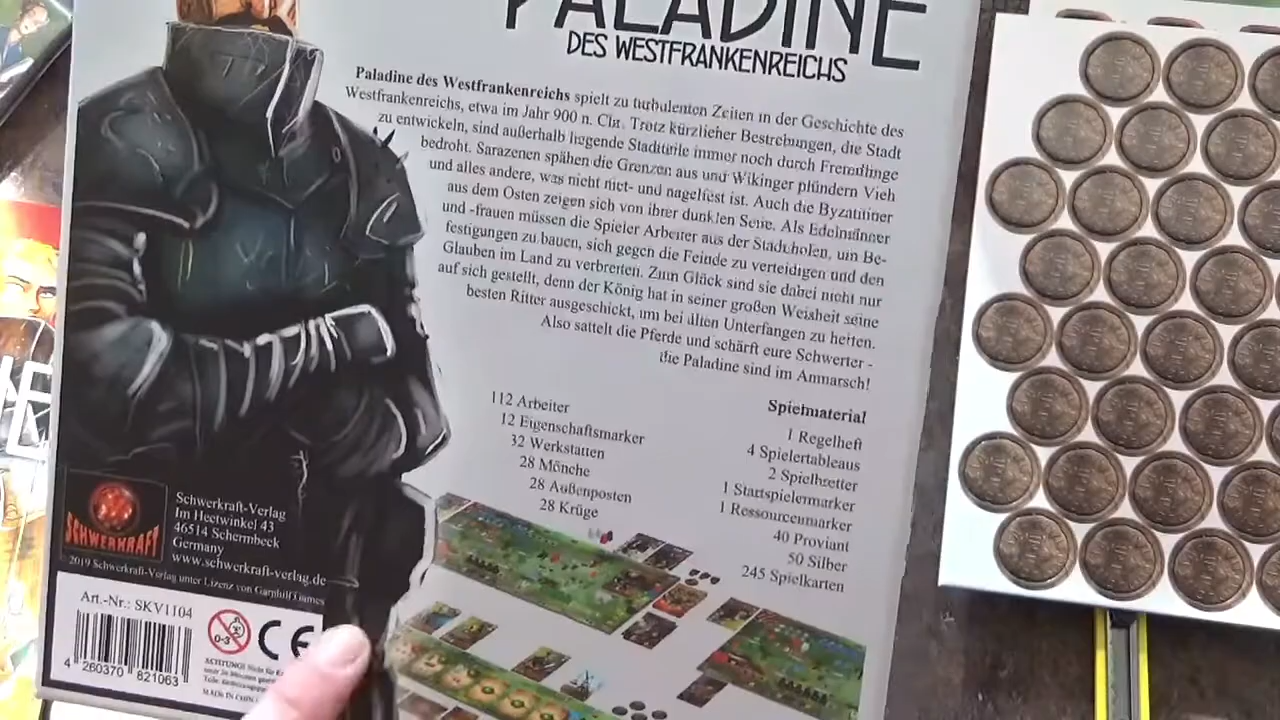 PALADINE
DES WESTFRANKENREICHS
Paladine des Westfrankenreichs spielt zu turbulenten Zeiten in der Geschichte des
Westfrankenreichs, etwa im Jahr 900 n. Chr. Trotz kürzlicher Bestrebungen, die Stadt
zu entwickeln, sind außerhalb liegende Stadtteile immer noch durch Fremdlinge
bedroht. Sarazenen spähen die Grenzen aus und Wikinger plündern Vieh
und alles andere, was nicht niet- und nagelfest ist. Auch die Byzantiner
aus dem Osten zeigen sich von ihrer dunklen Seite. Als Edelmänner
und -frauen müssen die Spieler Arbeiter aus der Stadt holen, um Be-
festigungen zu bauen, sich gegen die Feinde zu verteidigen und den
Glauben im Land zu verbreiten. Zum Glück sind sie dabei nicht nur
auf sich gestellt, denn der König hat in seiner großen Weisheit seine
besten Ritter ausgeschickt, um bei allen Unterfangen zu helfen.
Also sattelt die Pferde und schärft eure Schwerter -
die Paladine sind im Anmarsch!
112 Arbeiter
12 Eigenschaftsmarker
32 Werkstätten
28 Mönche
28 Außenposten
28 Krüge
Spielmaterial
1 Regelheft
4 Spielertableaus
2 Spielbretter
1 Startspielermarker
1 Ressourcenmarker
40 Proviant
50 Silber
245 Spielkarten
SCHWERKRAFT
Schwerkraft-Verlag
Im Heetwinkel 43
46514 Schermbeck
Germany
www.schwerkraft-verlag.de
2019 Schwerkraft-Verlag unter Lizenz von Garphill Games
Art.-Nr.: SKV1104
4 260370 821063
0-3
CE
ACHTUNG! Nicht für
MADE IN CHINA